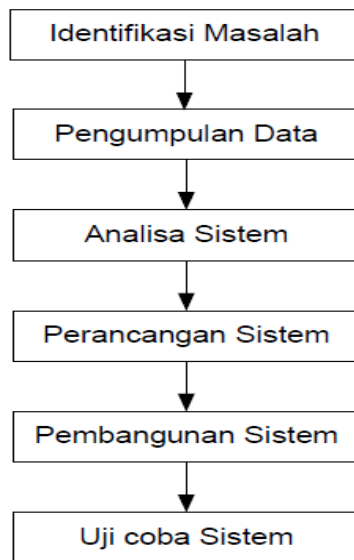 Identifikasi Masalah
Pengumpulan Data
Analisa Sistem
Perancangan Sistem
Pembangunan Sistem
Uji coba Sistem